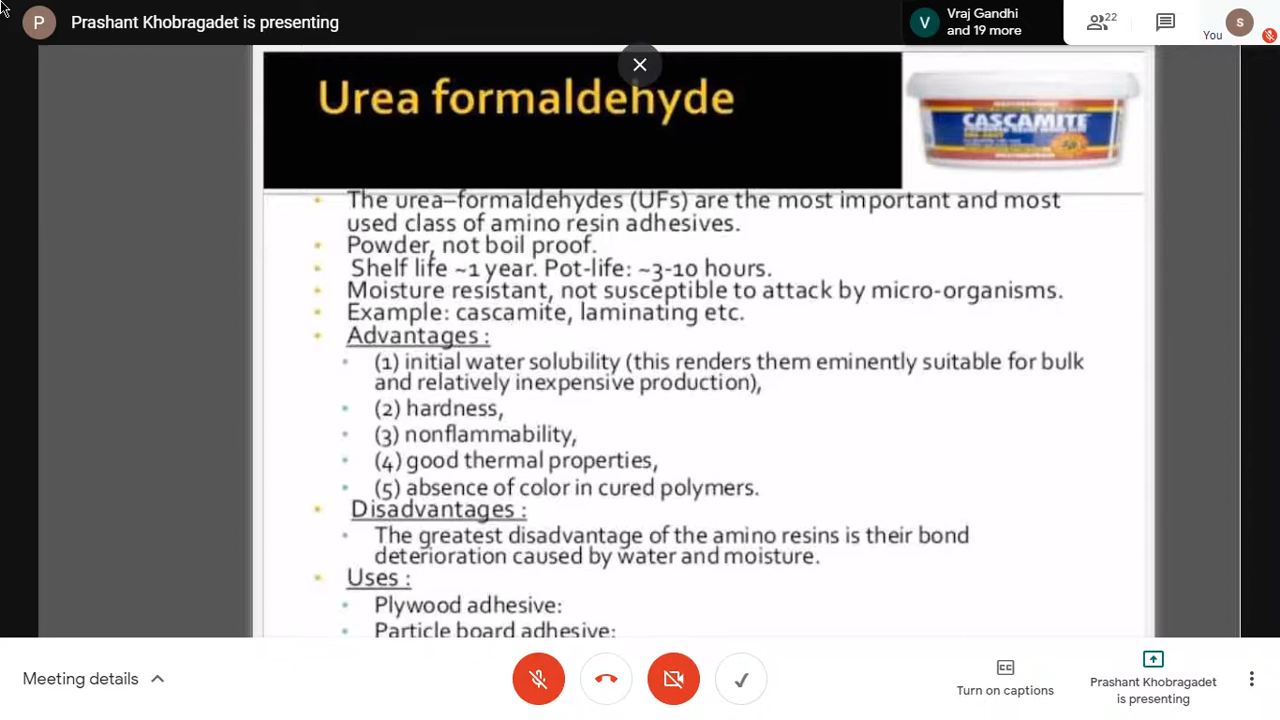 P Prashant Khobragadet is presenting
V Vraj Gandhi
and 19 more
22
You
S
Urea formaldehyde
CASCAMITE
The urea–formaldehydes (UFs) are the most important and most
used class of amino resin adhesives.
Powder, not boil proof.
Shelf life ~1 year. Pot-life: ~3-10 hours.
Moisture resistant, not susceptible to attack by micro-organisms.
Example: cascamite, laminating etc.
Advantages :
(1) initial water solubility (this renders them eminently suitable for bulk
and relatively inexpensive production),
(2) hardness,
(3) nonflammability,
(4) good thermal properties,
(5) absence of color in cured polymers.
Disadvantages :
The greatest disadvantage of the amino resins is their bond
deterioration caused by water and moisture.
Uses :
Plywood adhesive:
Particle board adhesive:
Meeting details
CC
Turn on captions
Prashant Khobragadet
is presenting